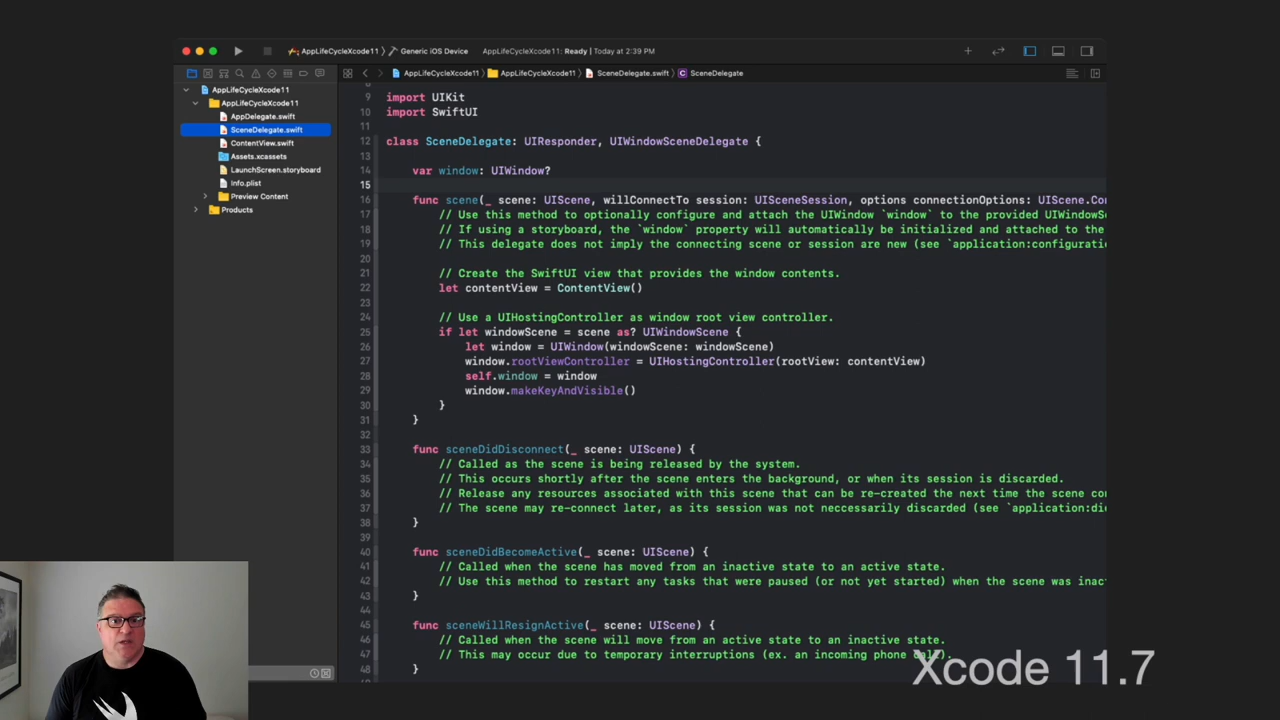 AppLifeCycleXcode11 Generic iOS Device AppLifeCycleXcode11: Ready | Today at 2:39 PM
AppLifeCycleXcode11 AppLifeCycleXcode11 SceneDelegate.swift C SceneDelegate
AppLifeCycleXcode11
AppLifeCycleXcode11
AppDelegate.swift
SceneDelegate.swift
ContentView.swift
Assets.xcassets
LaunchScreen.storyboard
Info.plist
Preview Content
Products
9 import UIKit
10 import SwiftUI
11
12 class SceneDelegate: UIResponder, UIWindowSceneDelegate {
13
14 var window: UIWindow?
15
16 func scene(_ scene: UIScene, willConnectTo session: UISceneSession, options connectionOptions: UIScene.Con
17 // Use this method to optionally configure and attach the UIWindow `window` to the provided UIWindowS
18 // If using a storyboard, the `window` property will automatically be initialized and attached to the
19 // This delegate does not imply the connecting scene or session are new (see `application:configurati
20
21 // Create the SwiftUI view that provides the window contents.
22 let contentView = ContentView()
23
24 // Use a UIHostingController as window root view controller.
25 if let windowScene = scene as? UIWindowScene {
26 let window = UIWindow(windowScene: windowScene)
27 window.rootViewController = UIHostingController(rootView: contentView)
28 self.window = window
29 window.makeKeyAndVisible()
30 }
31 }
32
33 func sceneDidDisconnect(_ scene: UIScene) {
34 // Called as the scene is being released by the system.
35 // This occurs shortly after the scene enters the background, or when its session is discarded.
36 // Release any resources associated with this scene that can be re-created the next time the scene co
37 // The scene may re-connect later, as its session was not neccessarily discarded (see `application:di
38 }
39
40 func sceneDidBecomeActive(_ scene: UIScene) {
41 // Called when the scene has moved from an inactive state to an active state.
42 // Use this method to restart any tasks that were paused (or not yet started) when the scene was inac
43 }
44
45 func sceneWillResignActive(_ scene: UIScene) {
46 // Called when the scene will move from an active state to an inactive state.
47 // This may occur due to temporary interruptions (ex. an incoming phone call).
48 }
Xcode 11.7